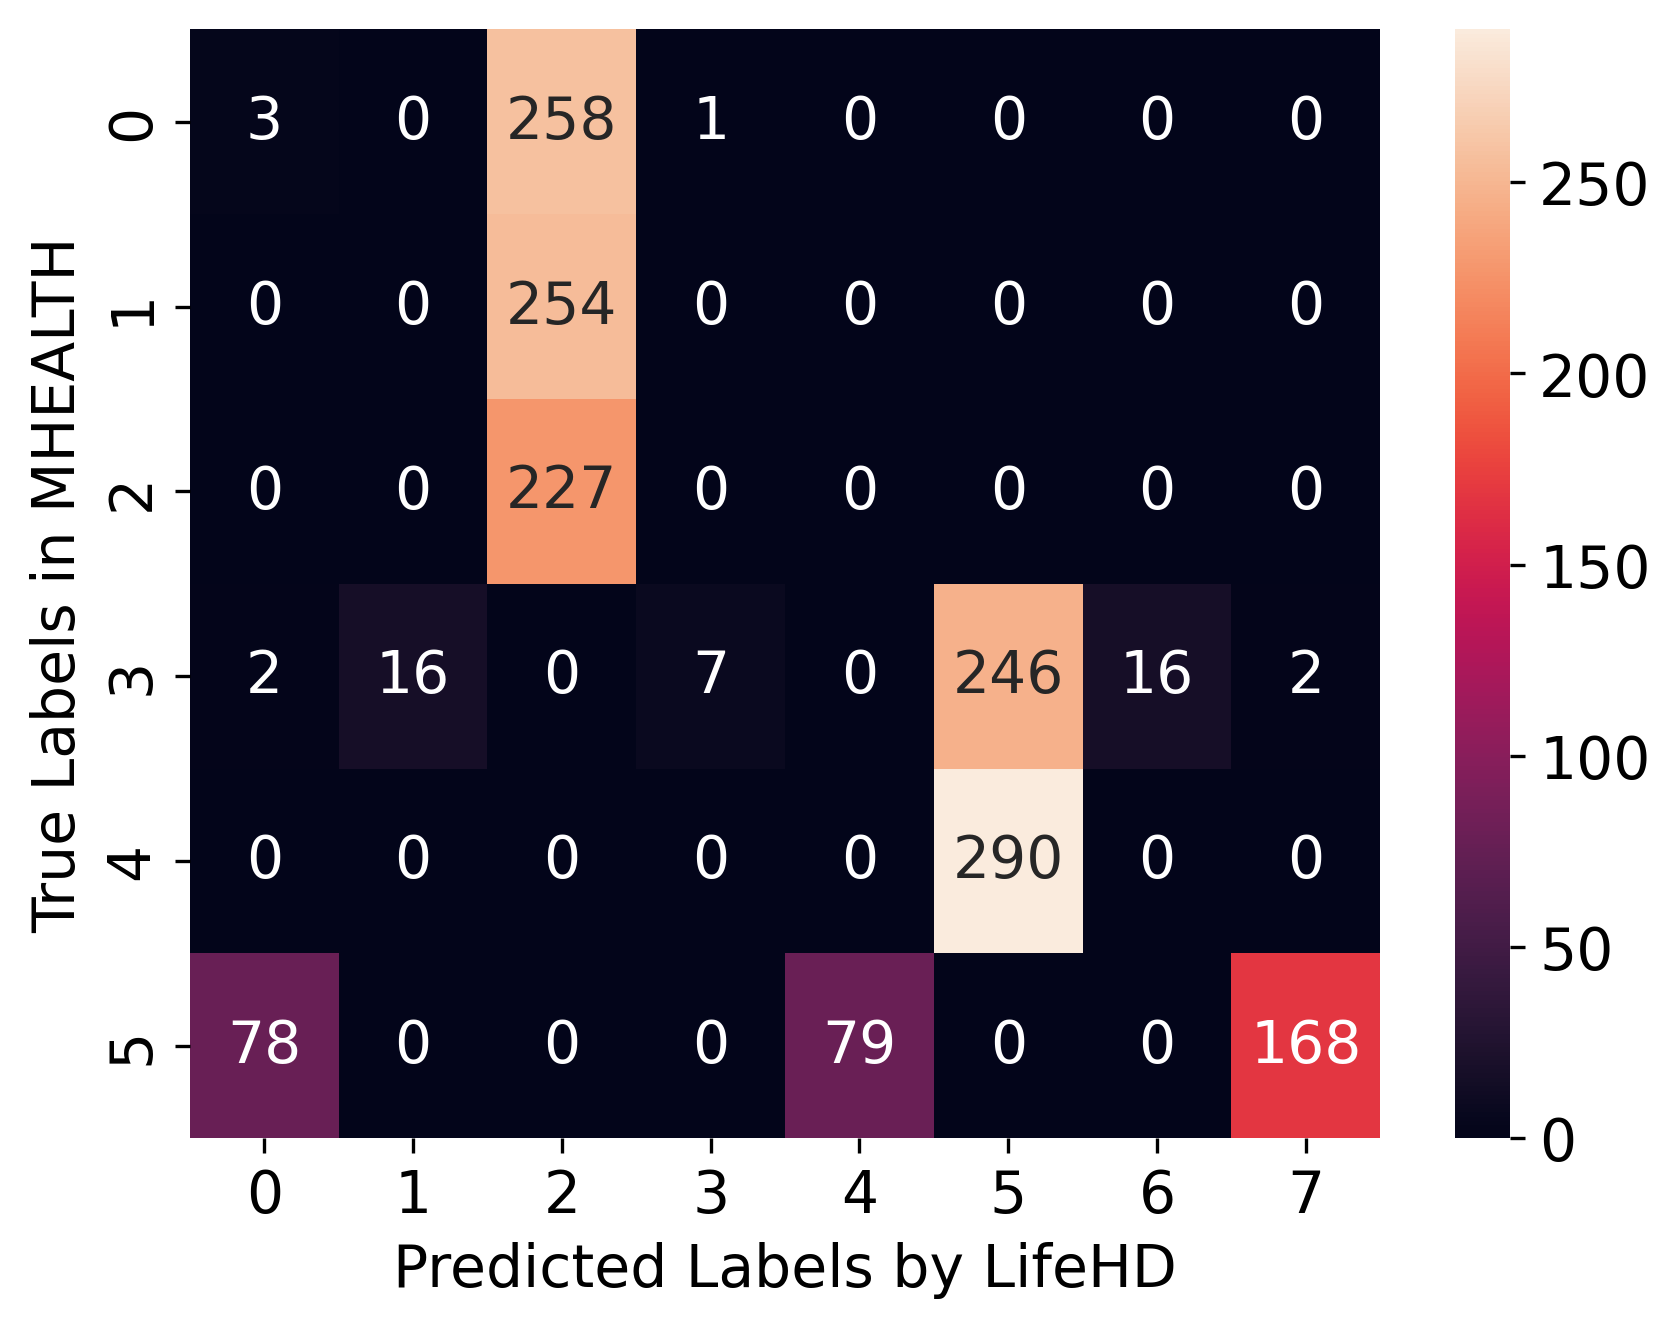 True Labels in MHEALTH
0 3 0 258 1 0 0 0 0
1 0 0 254 0 0 0 0 0
2 0 0 227 0 0 0 0 0
3 2 16 0 7 0 246 16 2
4 0 0 0 0 0 290 0 0
5 78 0 0 0 79 0 0 168
0 1 2 3 4 5 6 7
Predicted Labels by LifeHD
250
200
150
100
50
0